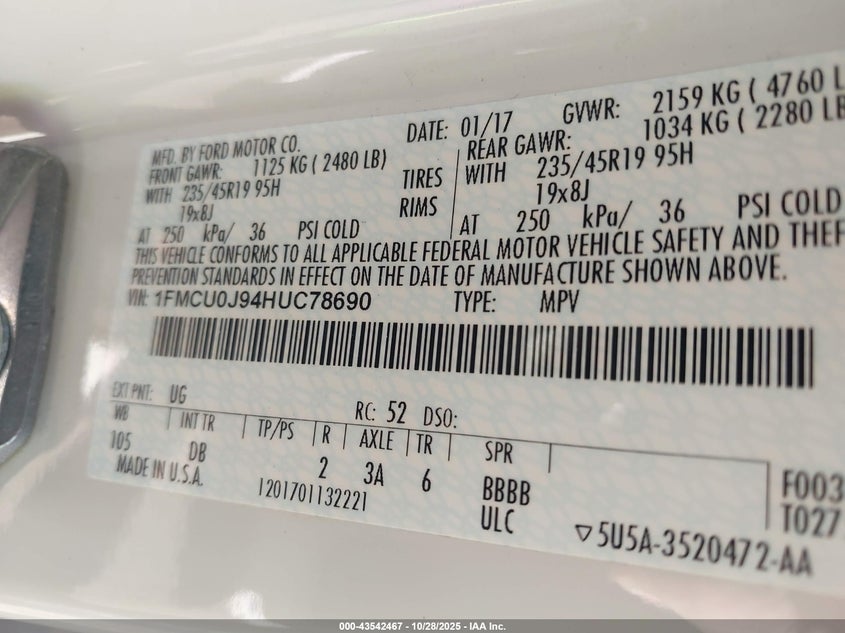 MFD. BY FORD MOTOR CO. DATE: 01/17 GVWR: 2159 KG ( 4760 L
FRONT GAWR: 1125 KG ( 2480 LB) REAR GAWR: 1034 KG ( 2280 LB
WITH 235/45R19 95H TIRES WITH 235/45R19 95H
19x8J RIMS 19x8J
AT 250 kPa/ 36 PSI COLD AT 250 kPa/ 36 PSI COLD
THIS VEHICLE CONFORMS TO ALL APPLICABLE FEDERAL MOTOR VEHICLE SAFETY AND THEF
PREVENTION STANDARDS IN EFFECT ON THE DATE OF MANUFACTURE SHOWN ABOVE.
VIN: 1FMCU0J94HUC78690 TYPE: MPV
EXT PNT: UG RC: 52 DSO:
WB INT TR TP/PS R AXLE TR SPR
105 DB 2 3A 6 BBBB F003
MADE IN U.S.A. 1201701132221 ULC T027
▽5U5A-3520472-AA
000-43542467 - 10/28/2025 - IAA Inc.